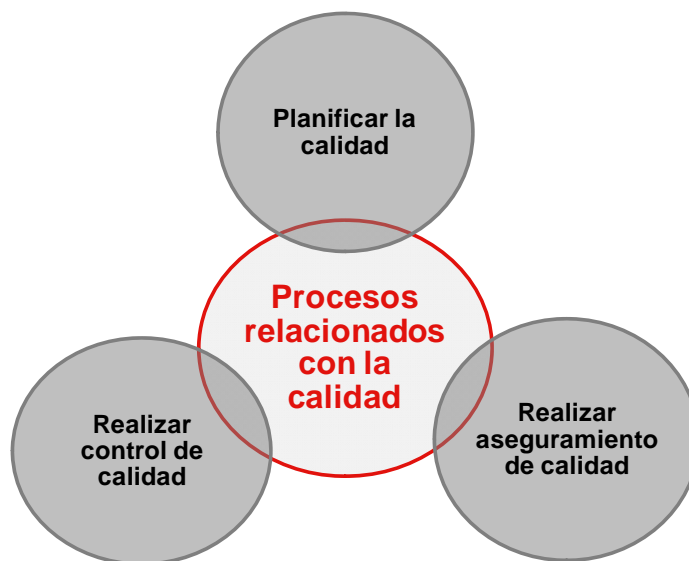 Planificar la
calidad
Procesos
relacionados
con la
calidad
Realizar
control de
calidad
Realizar
aseguramiento
de calidad